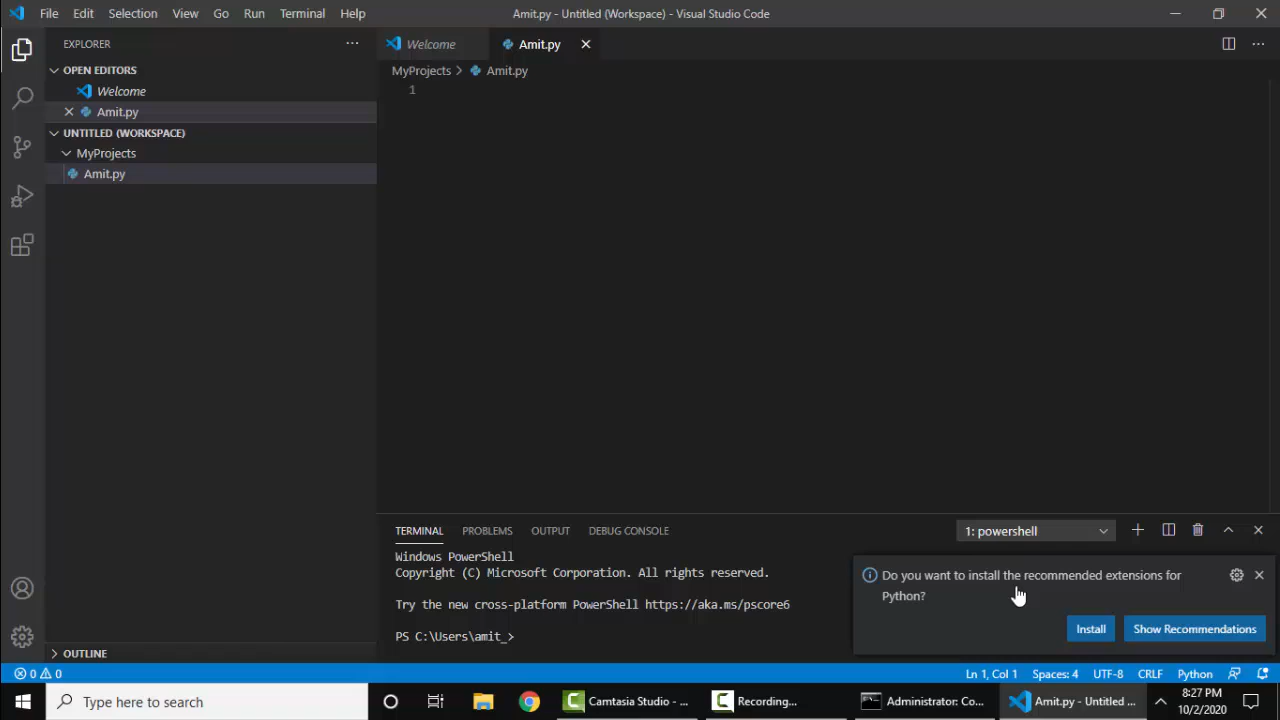 File Edit Selection View Go Run Terminal Help
Amit.py - Untitled (Workspace) - Visual Studio Code
EXPLORER
OPEN EDITORS
Welcome
Amit.py
UNTITLED (WORKSPACE)
MyProjects
Amit.py
OUTLINE
Welcome
Amit.py
MyProjects > Amit.py
1
TERMINAL PROBLEMS OUTPUT DEBUG CONSOLE
1: powershell
Windows PowerShell
Copyright (C) Microsoft Corporation. All rights reserved.
Try the new cross-platform PowerShell https://aka.ms/pscore6
PS C:\Users\amit_>
Do you want to install the recommended extensions for
Python?
Install
Show Recommendations
0 0
Ln 1, Col 1 Spaces: 4 UTF-8 CRLF Python
Type here to search
Camtasia Studio - ...
Recording...
Administrator: Co...
Amit.py - Untitled ...
8:27 PM
10/2/2020